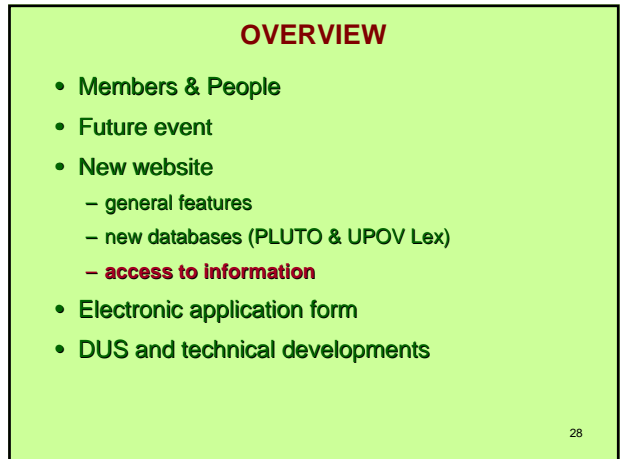 OVERVIEW
• Members & People
• Future event
• New website
– general features
– new databases (PLUTO & UPOV Lex)
– access to information
• Electronic application form
• DUS and technical developments
28